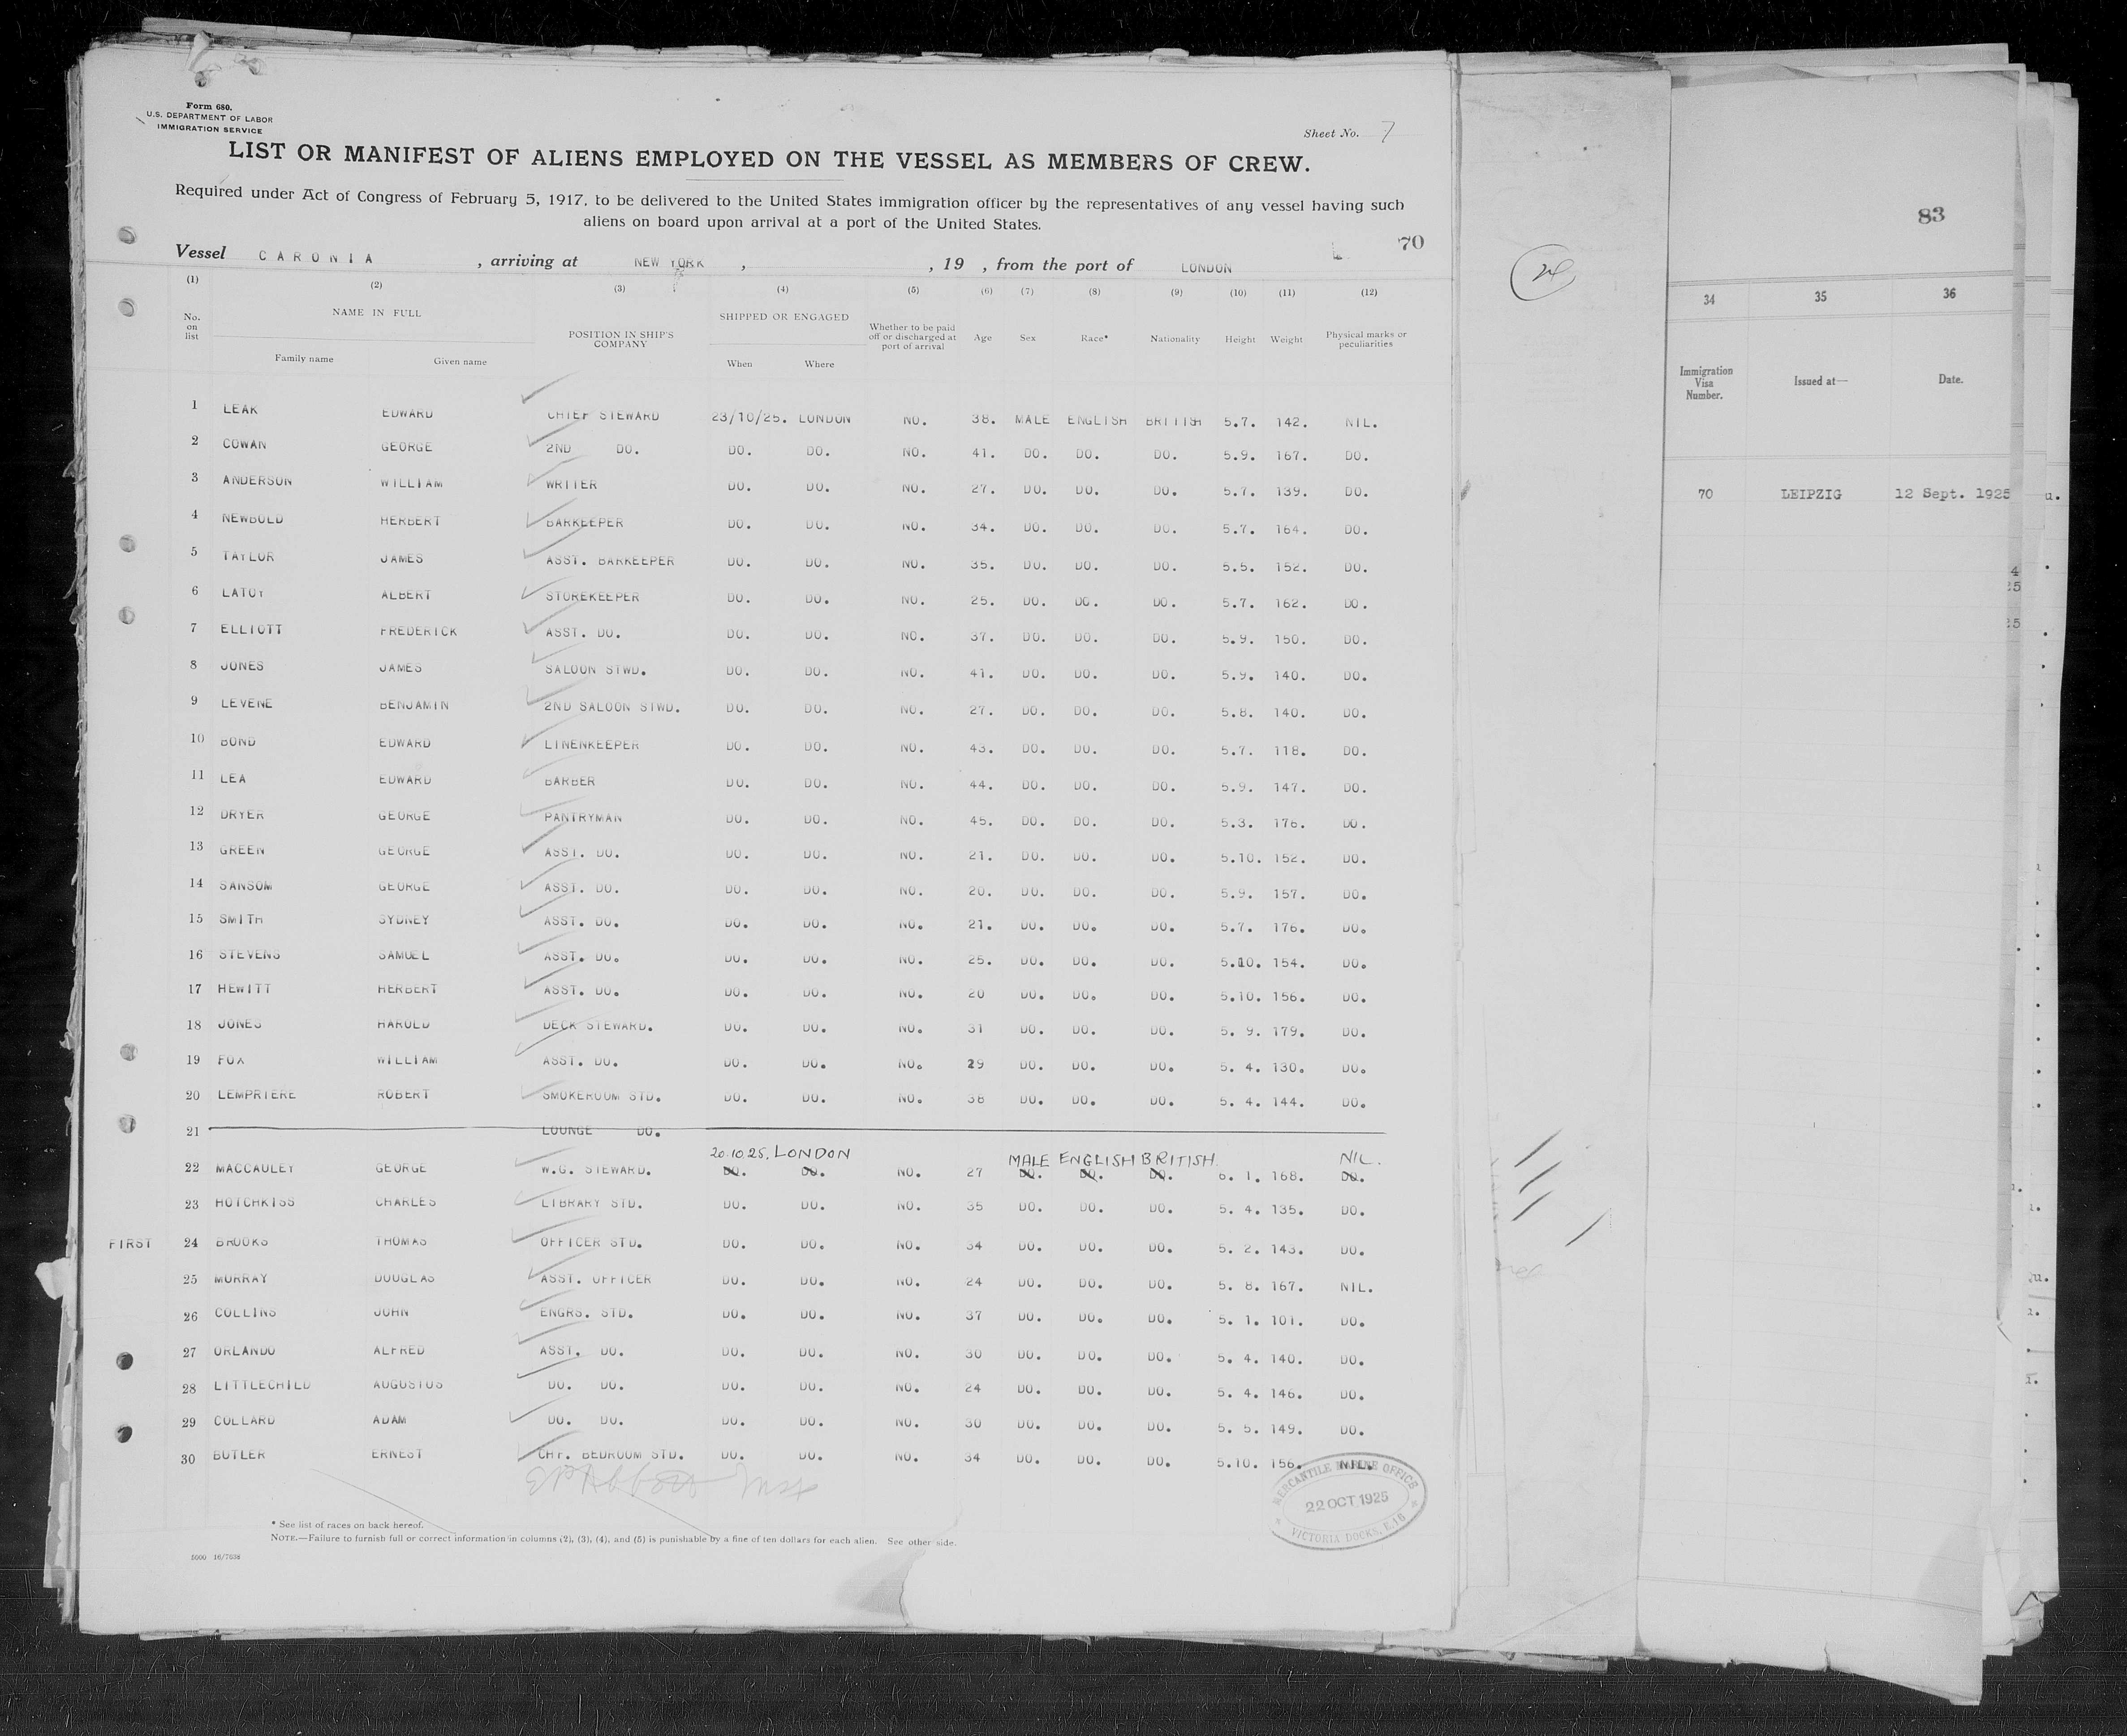 Form 680.
U.S. DEPARTMENT OF LABOR
IMMIGRATION SERVICE
Sheet No. 7
LIST OR MANIFEST OF ALIENS EMPLOYED ON THE VESSEL AS MEMBERS OF CREW.
Required under Act of Congress of February 5, 1917, to be delivered to the United States immigration officer by the representatives of any vessel having such
aliens on board upon arrival at a port of the United States.
70
Vessel CARONIA , arriving at NEW YORK , , 19 , from the port of LONDON
(1) (2) (3) (4) (5) (6) (7) (8) (9) (10) (11) (12)
No. on list NAME IN FULL Family name Given name POSITION IN SHIP'S COMPANY SHIPPED OR ENGAGED When Where Whether to be paid off or discharged at port of arrival Age Sex Race* Nationality Height Weight Physical marks or peculiarities
1 LEAK EDWARD CHIEF STEWARD 23/10/25. LONDON NO. 38. MALE ENGLISH BRITISH 5.7. 142. NIL.
2 COWAN GEORGE 2ND DO. DO. DO. NO. 41. DO. DO. DO. 5.9. 167. DO.
3 ANDERSON WILLIAM WRITER DO. DO. NO. 27. DO. DO. DO. 5.7. 139. DO.
4 NEWBOLD HERBERT BARKEEPER DO. DO. NO. 34. DO. DO. DO. 5.7. 164. DO.
5 TAYLOR JAMES ASST. BARKEEPER DO. DO. NO. 35. DO. DO. DO. 5.5. 152. DO.
6 LATOY ALBERT STOREKEEPER DO. DO. NO. 25. DO. DO. DO. 5.7. 162. DO.
7 ELLIOTT FREDERICK ASST. DO. DO. DO. NO. 37. DO. DO. DO. 5.9. 150. DO.
8 JONES JAMES SALOON STWD. DO. DO. NO. 41. DO. DO. DO. 5.9. 140. DO.
9 LEVENE BENJAMIN 2ND SALOON STWD. DO. DO. NO. 27. DO. DO. DO. 5.8. 140. DO.
10 BOND EDWARD LINENKEEPER DO. DO. NO. 43. DO. DO. DO. 5.7. 118. DO.
11 LEA EDWARD BARBER DO. DO. NO. 44. DO. DO. DO. 5.9. 147. DO.
12 DRYER GEORGE PANTRYMAN DO. DO. NO. 45. DO. DO. DO. 5.3. 176. DO.
13 GREEN GEORGE ASST. DO. DO. DO. NO. 21. DO. DO. DO. 5.10. 152. DO.
14 SANSOM GEORGE ASST. DO. DO. DO. NO. 20. DO. DO. DO. 5.9. 157. DO.
15 SMITH SYDNEY ASST. DO. DO. DO. NO. 21. DO. DO. DO. 5.7. 176. DO.
16 STEVENS SAMUEL ASST. DO. DO. DO. NO. 25. DO. DO. DO. 5.10. 154. DO.
17 HEWITT HERBERT ASST. DO. DO. DO. NO. 20 DO. DO. DO. 5.10. 156. DO.
18 JONES HAROLD DECK STEWARD. DO. DO. NO. 31 DO. DO. DO. 5. 9. 179. DO.
19 FOX WILLIAM ASST. DO. DO. DO. NO. 29 DO. DO. DO. 5. 4. 130. DO.
20 LEMPRIERE ROBERT SMOKEROOM STD. DO. DO. NO. 38 DO. DO. DO. 5. 4. 144. DO.
21 LOUNGE DO.
20.10.25. LONDON MALE ENGLISH BRITISH. NIL.
22 MACCAULEY GEORGE W.G. STEWARD. DO. DO. NO. 27 DO. DO. DO. 6. 1. 168. DO.
23 HOTCHKISS CHARLES LIBRARY STD. DO. DO. NO. 35 DO. DO. DO. 5. 4. 135. DO.
FIRST 24 BROOKS THOMAS OFFICER STD. DO. DO. NO. 34 DO. DO. DO. 5. 2. 143. DO.
25 MURRAY DOUGLAS ASST. OFFICER DO. DO. NO. 24 DO. DO. DO. 5. 8. 167. NIL.
26 COLLINS JOHN ENGRS. STD. DO. DO. NO. 37 DO. DO. DO. 5. 1. 101. DO.
27 ORLANDO ALFRED ASST. DO. DO. DO. NO. 30 DO. DO. DO. 5. 4. 140. DO.
28 LITTLECHILD AUGUSTUS DO. DO. DO. DO. NO. 24 DO. DO. DO. 5. 4. 146. DO.
29 COLLARD ADAM DO. DO. DO. DO. NO. 30 DO. DO. DO. 5. 5. 149. DO.
30 BUTLER ERNEST CHF. BEDROOM STD. DO. DO. NO. 34 DO. DO. DO. 5.10. 156. NIL.
MERCANTILE MARINE OFFICE
22 OCT 1925
VICTORIA DOCKS, E.16
* See list of races on back hereof.
NOTE.—Failure to furnish full or correct information in columns (2), (3), (4), and (5) is punishable by a fine of ten dollars for each alien. See other side.
5000 16/7698
83
34 35 36
Immigration Visa Number. Issued at— Date.
70 LEIPZIG 12 Sept. 1925